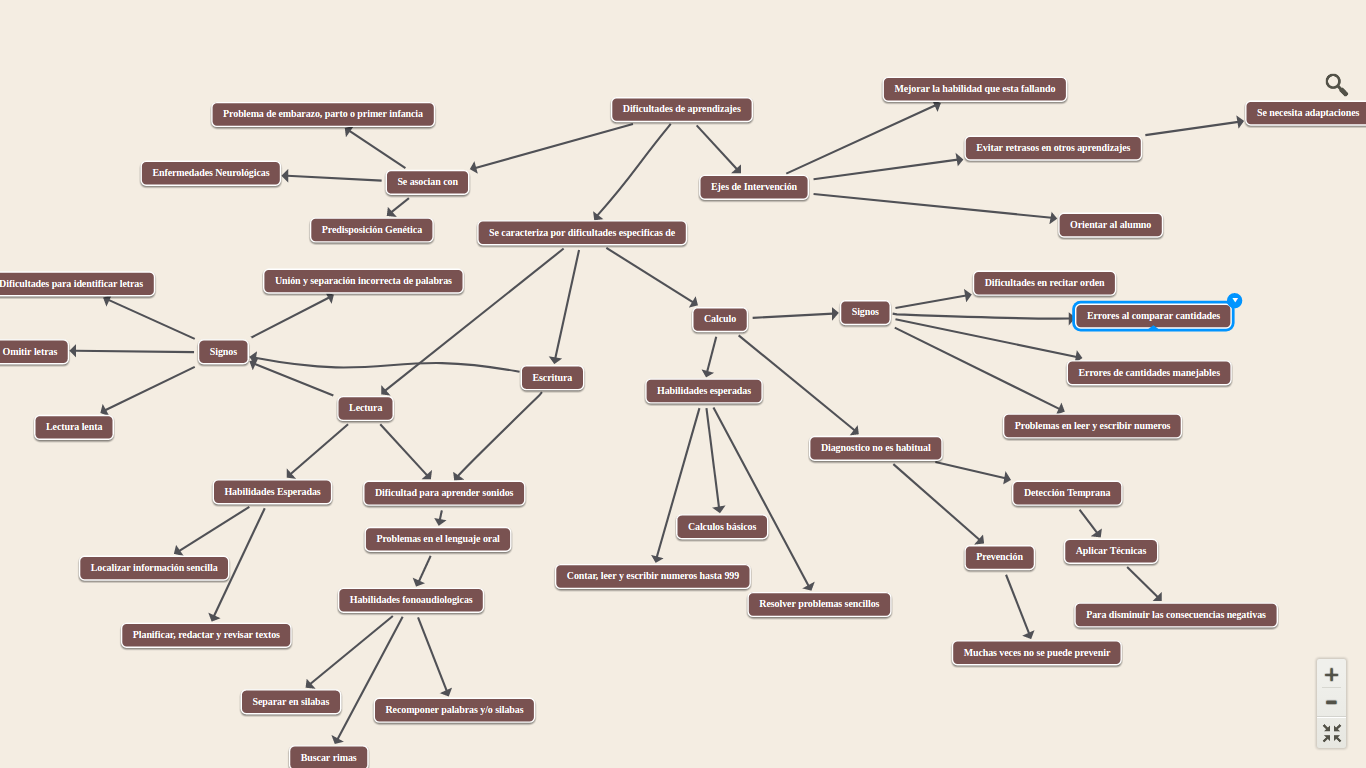 Mejorar la habilidad que esta fallando
Problema de embarazo, parto o primer infancia
Dificultades de aprendizajes
Se necesita adaptaciones
Evitar retrasos en otros aprendizajes
Enfermedades Neurológicas
Se asocian con
Ejes de Intervención
Predisposición Genética
Se caracteriza por dificultades especificas de
Orientar al alumno
Dificultades para identificar letras
Unión y separación incorrecta de palabras
Dificultades en recitar orden
Calculo
Signos
Errores al comparar cantidades
Omitir letras
Signos
Escritura
Errores de cantidades manejables
Habilidades esperadas
Lectura
Lectura lenta
Problemas en leer y escribir numeros
Diagnostico no es habitual
Habilidades Esperadas
Dificultad para aprender sonidos
Detección Temprana
Calculos básicos
Problemas en el lenguaje oral
Prevención
Aplicar Técnicas
Localizar información sencilla
Contar, leer y escribir numeros hasta 999
Habilidades fonoaudiologicas
Resolver problemas sencillos
Para disminuir las consecuencias negativas
Planificar, redactar y revisar textos
Muchas veces no se puede prevenir
Separar en silabas
Recomponer palabras y/o silabas
Buscar rimas